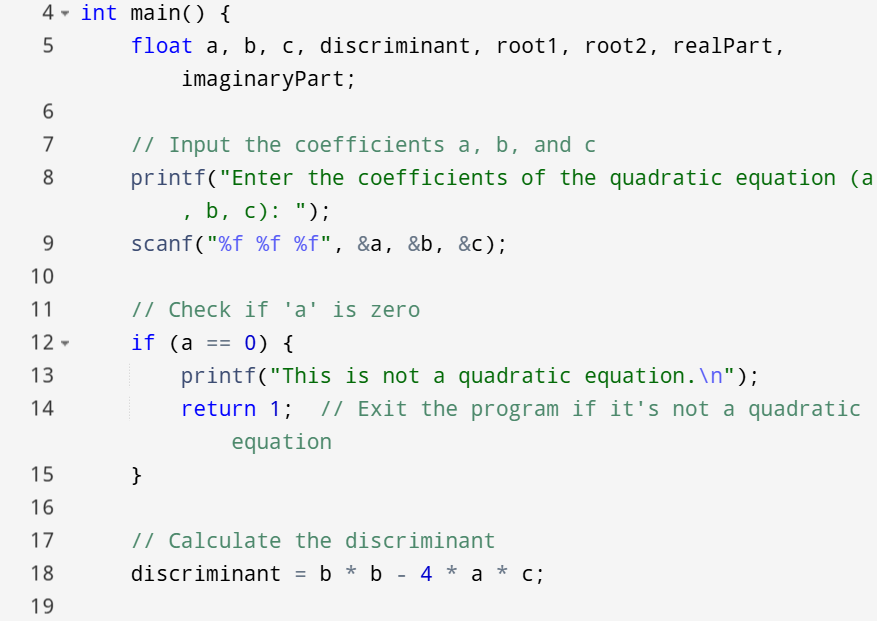 4 int main() {
5 float a, b, c, discriminant, root1, root2, realPart,
imaginaryPart;
6
7 // Input the coefficients a, b, and c
8 printf("Enter the coefficients of the quadratic equation (a
, b, c): ");
9 scanf("%f %f %f", &a, &b, &c);
10
11 // Check if 'a' is zero
12 if (a == 0) {
13 printf("This is not a quadratic equation.\n");
14 return 1;  // Exit the program if it's not a quadratic
equation
15 }
16
17 // Calculate the discriminant
18 discriminant = b * b - 4 * a * c;
19